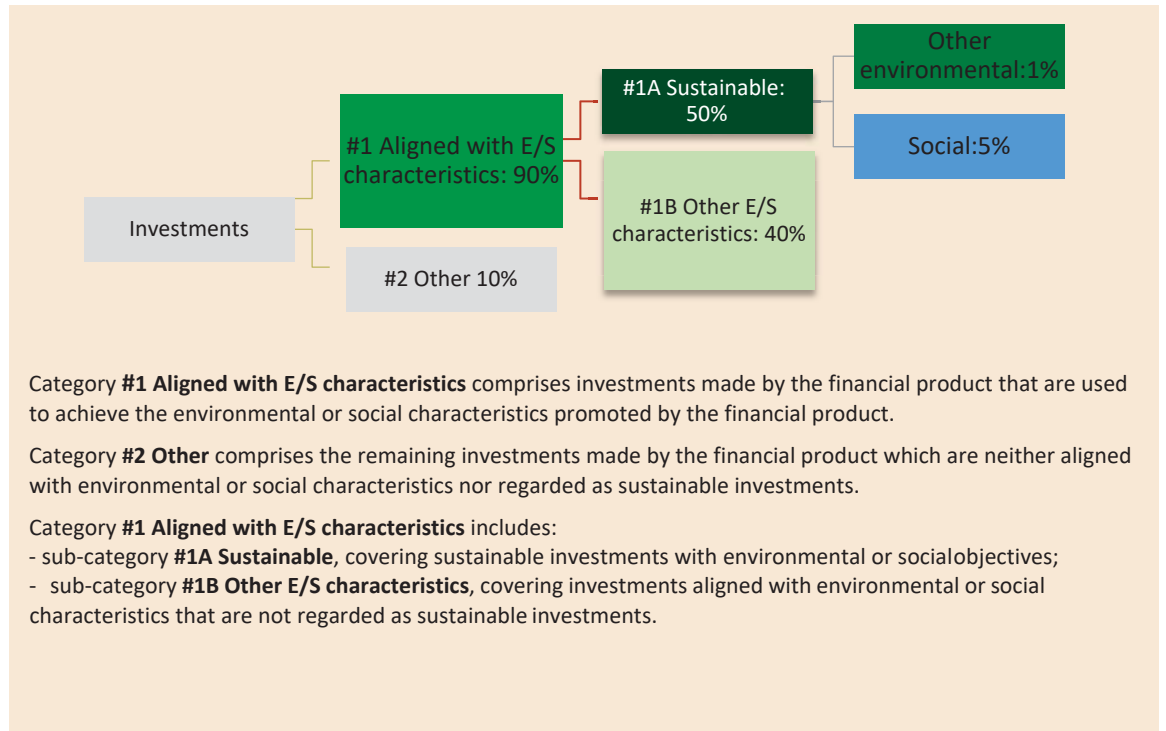 Other
environmental:1%
#1A Sustainable:
50%
#1 Aligned with E/S
characteristics: 90%
Social:5%
#1B Other E/S
characteristics: 40%
Investments
#2 Other 10%
Category #1 Aligned with E/S characteristics comprises investments made by the financial product that are used
to achieve the environmental or social characteristics promoted by the financial product.
Category #2 Other comprises the remaining investments made by the financial product which are neither aligned
with environmental or social characteristics nor regarded as sustainable investments.
Category #1 Aligned with E/S characteristics includes:
- sub-category #1A Sustainable, covering sustainable investments with environmental or socialobjectives;
- sub-category #1B Other E/S characteristics, covering investments aligned with environmental or social
characteristics that are not regarded as sustainable investments.